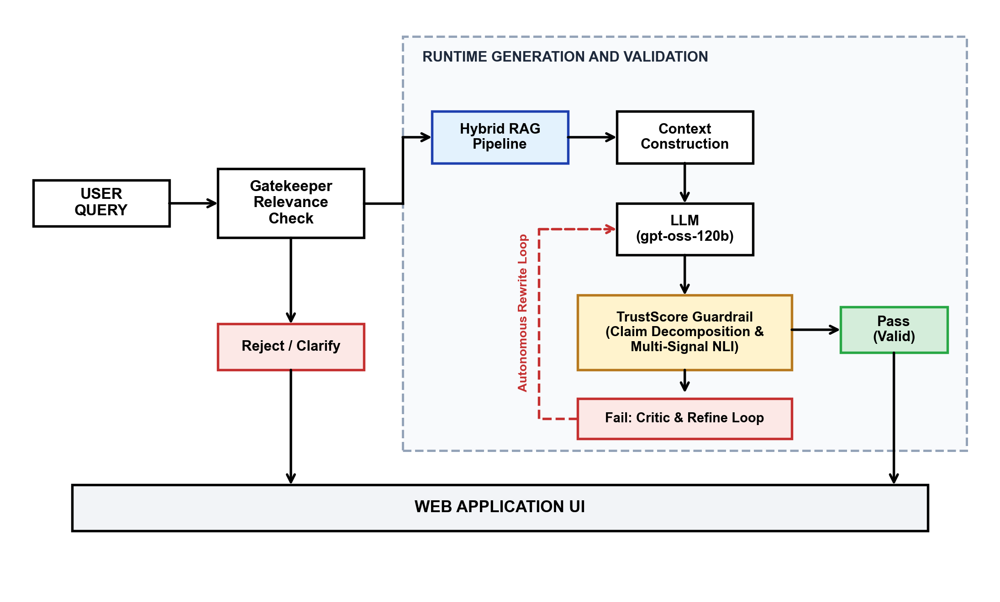 RUNTIME GENERATION AND VALIDATION
Hybrid RAG
Pipeline
Context
Construction
USER
QUERY
Gatekeeper
Relevance
Check
LLM
(gpt-oss-120b)
Autonomous Rewrite Loop
TrustScore Guardrail
(Claim Decomposition &
Multi-Signal NLI)
Pass
(Valid)
Reject / Clarify
Fail: Critic & Refine Loop
WEB APPLICATION UI